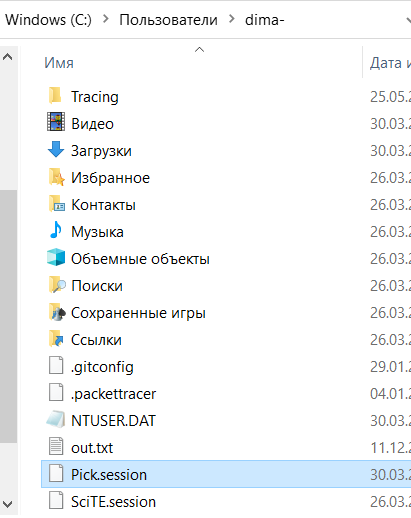 Windows (C:) > Пользователи > dima-
Имя Дата и
Tracing 25.05.2
Видео 30.03.2
Загрузки 30.03.2
Избранное 26.03.2
Контакты 26.03.2
Музыка 26.03.2
Объемные объекты 26.03.2
Поиски 26.03.2
Сохраненные игры 26.03.2
Ссылки 26.03.2
.gitconfig 29.01.2
.packettracer 04.01.2
NTUSER.DAT 30.03.2
out.txt 11.12.2
Pick.session 30.03.2
SciTE.session 26.03.2